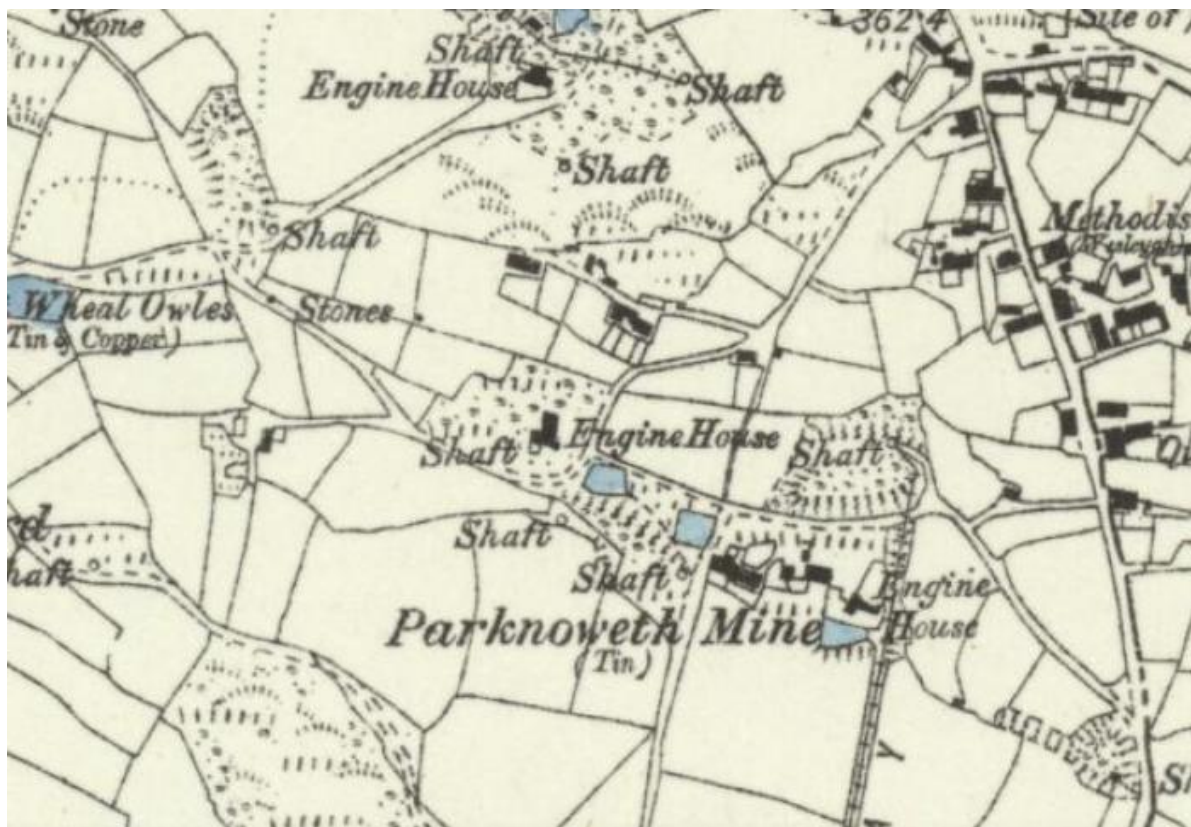 Stone
362·4
Site of
Shaft
Engine House
Shaft
Shaft
Shaft
Methodis
Wheal Owles
(Tin & Copper)
Stones
Engine House
Shaft
Shaft
Shaft
Shaft
haft
Engine
House
Parknoweth Mine
(Tin)